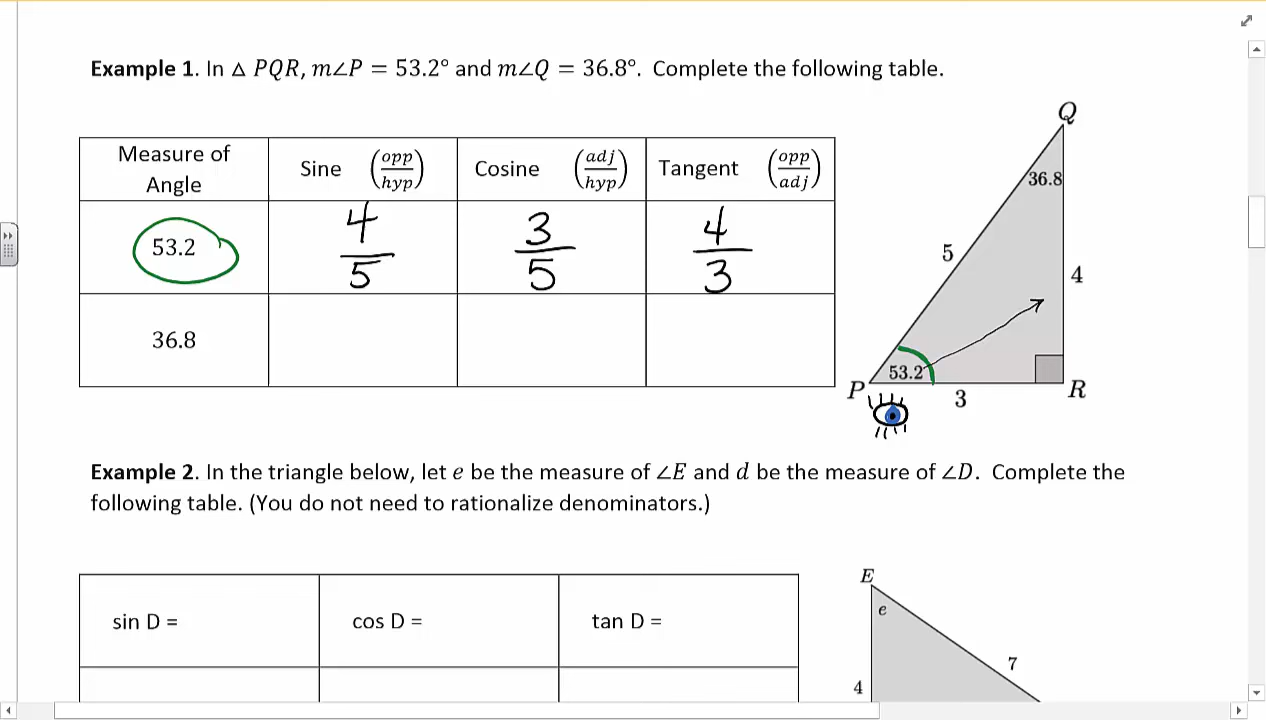 Example 1. In △ PQR, m∠P = 53.2° and m∠Q = 36.8°. Complete the following table.
Measure of Angle
Sine (opp/hyp)
Cosine (adj/hyp)
Tangent (opp/adj)
53.2
4/5
3/5
4/3
36.8
Q
36.8
5
4
53.2
P
3
R
Example 2. In the triangle below, let e be the measure of ∠E and d be the measure of ∠D. Complete the
following table. (You do not need to rationalize denominators.)
sin D =
cos D =
tan D =
E
e
7
4